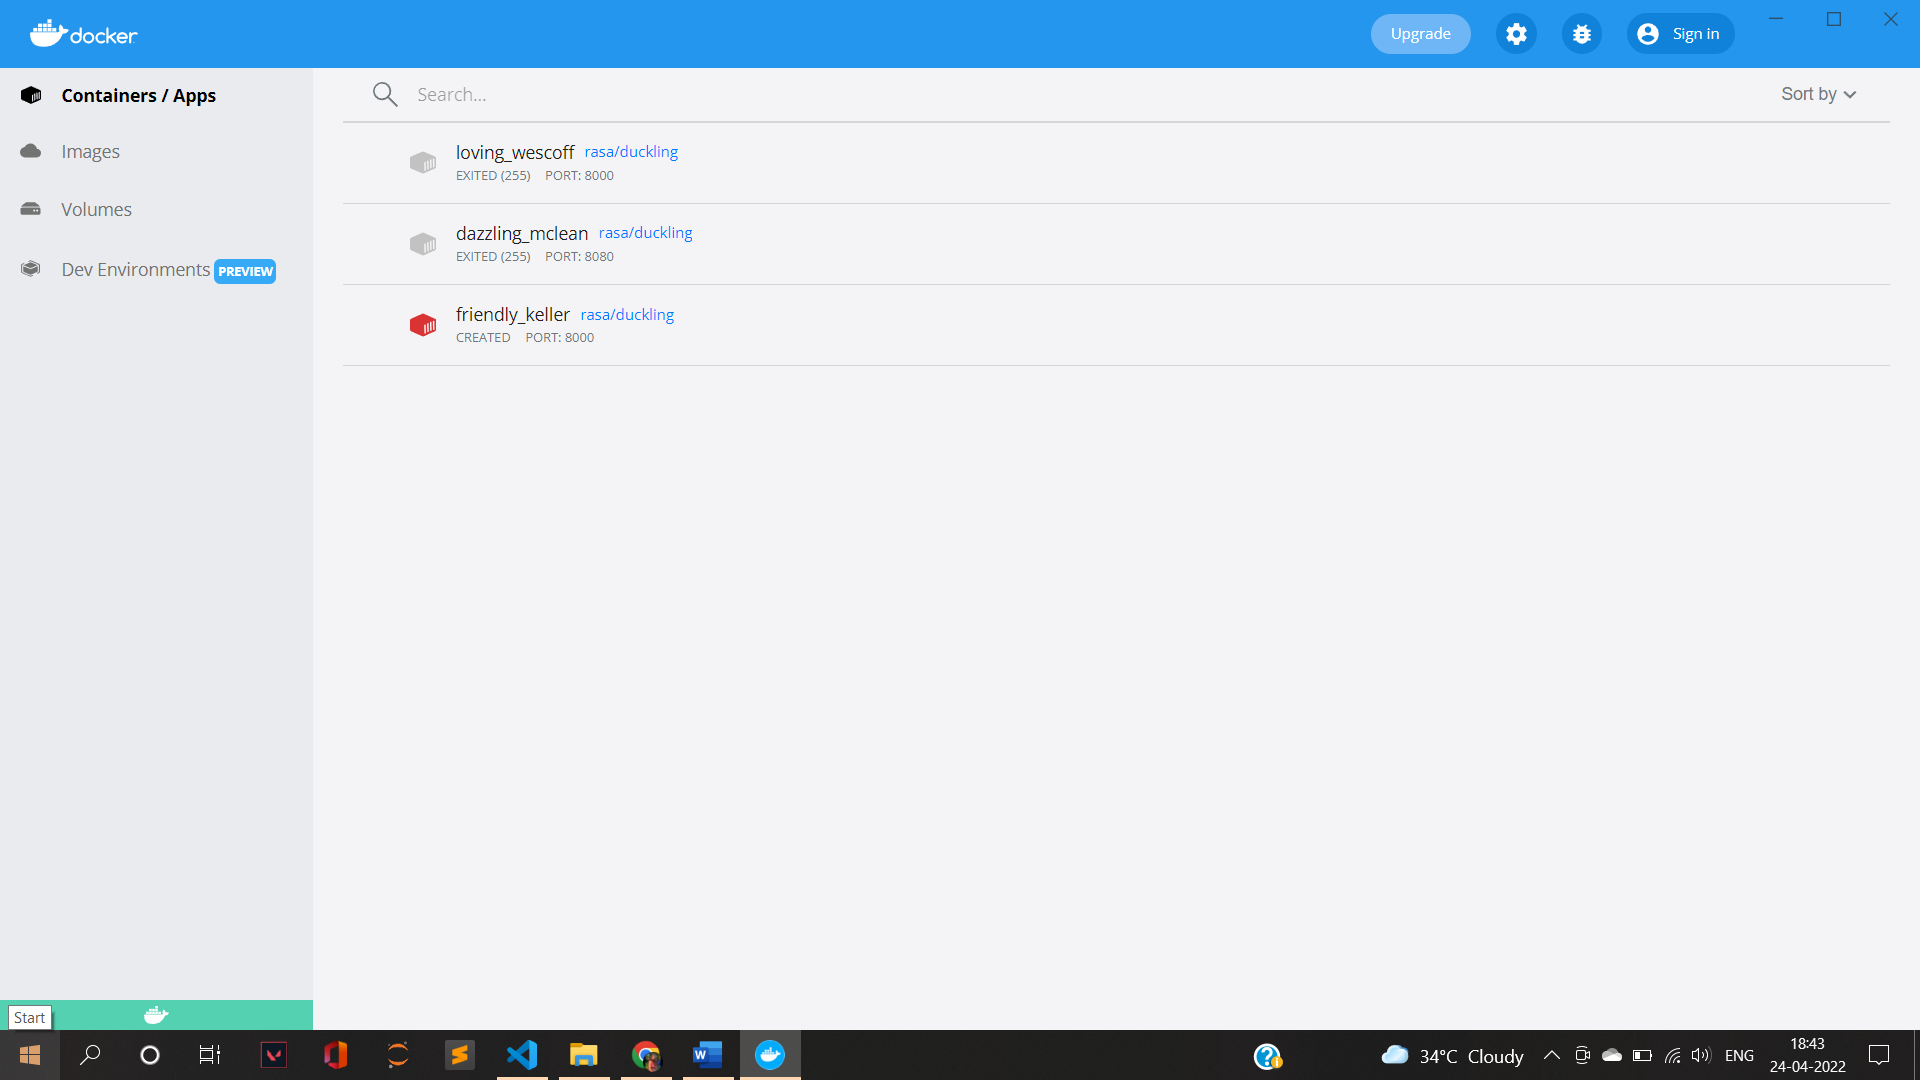 docker
Upgrade
Sign in
Containers / Apps
Images
Volumes
Dev Environments PREVIEW
Search...
Sort by
loving_wescoff rasa/duckling
EXITED (255) PORT: 8000
dazzling_mclean rasa/duckling
EXITED (255) PORT: 8080
friendly_keller rasa/duckling
CREATED PORT: 8000
Start
34°C Cloudy
ENG
18:43
24-04-2022